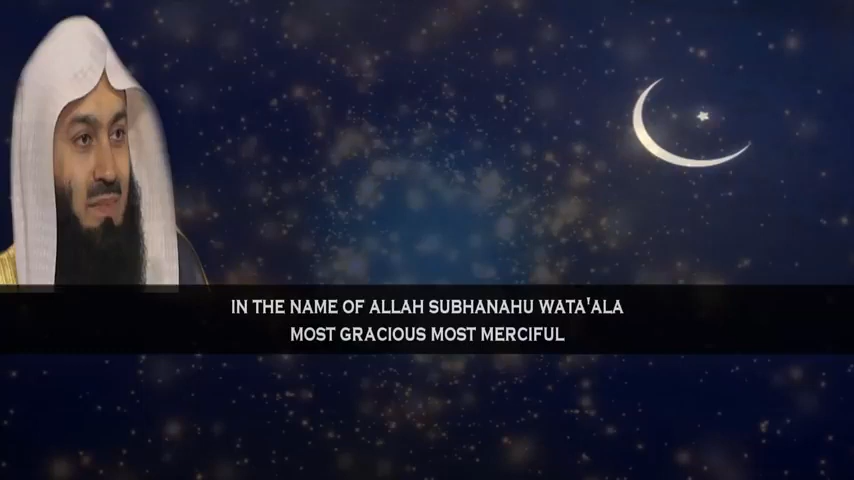 IN THE NAME OF ALLAH SUBHANAHU WATA'ALA
MOST GRACIOUS MOST MERCIFUL